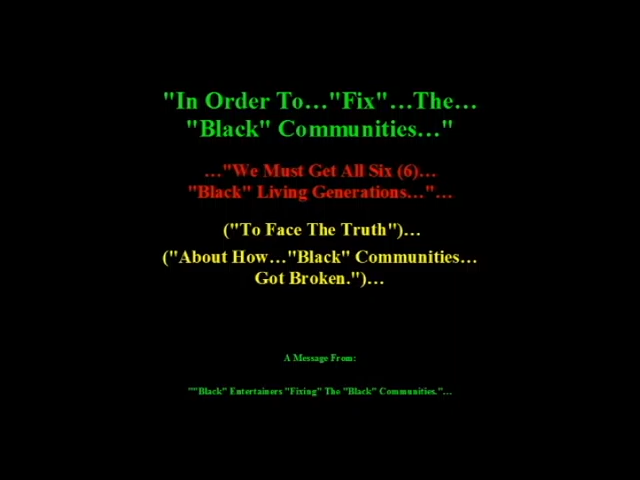 "In Order To…"Fix"…The…
"Black" Communities…"
…"We Must Get All Six (6)…
"Black" Living Generations…"…
("To Face The Truth")…
("About How…"Black" Communities…
Got Broken.")…
A Message From:
""Black" Entertainers "Fixing" The "Black" Communities."…